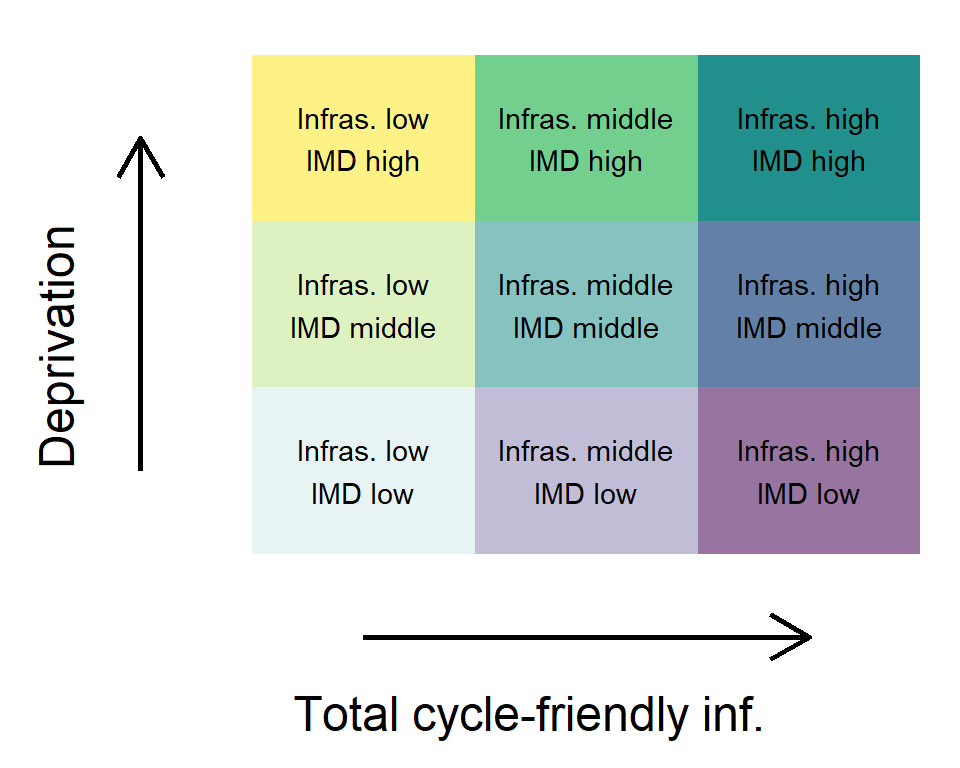 Infras. low
IMD high
Infras. middle
IMD high
Infras. high
IMD high
Infras. low
IMD middle
Infras. middle
IMD middle
Infras. high
IMD middle
Infras. low
IMD low
Infras. middle
IMD low
Infras. high
IMD low
Deprivation
Total cycle-friendly inf.